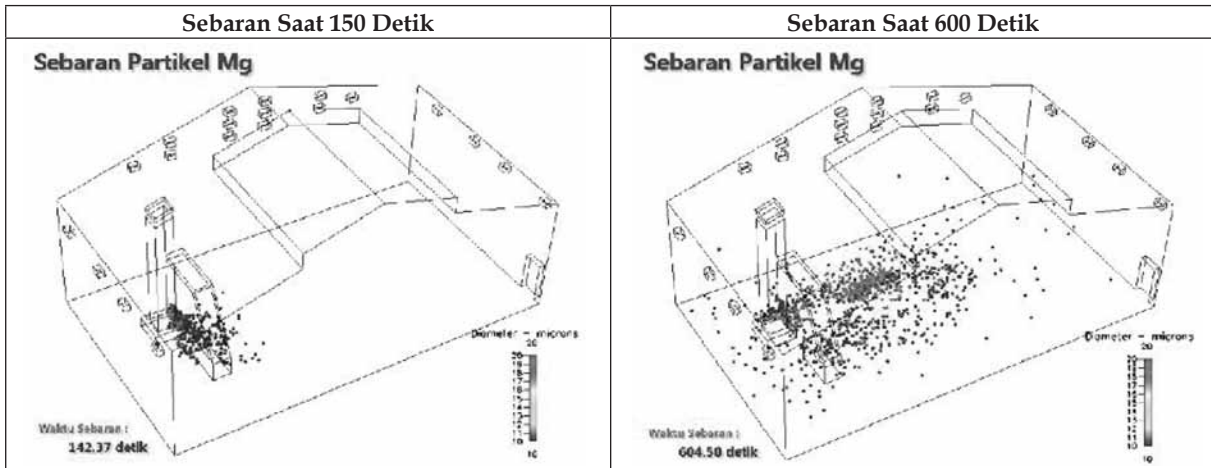 Sebaran Saat 150 Detik
Sebaran Saat 600 Detik
Sebaran Partikel Mg
Sebaran Partikel Mg
Diameter - microns
20
10
Waktu Sebaran :
142.37 detik
Diameter - microns
20
10
Waktu Sebaran :
604.50 detik